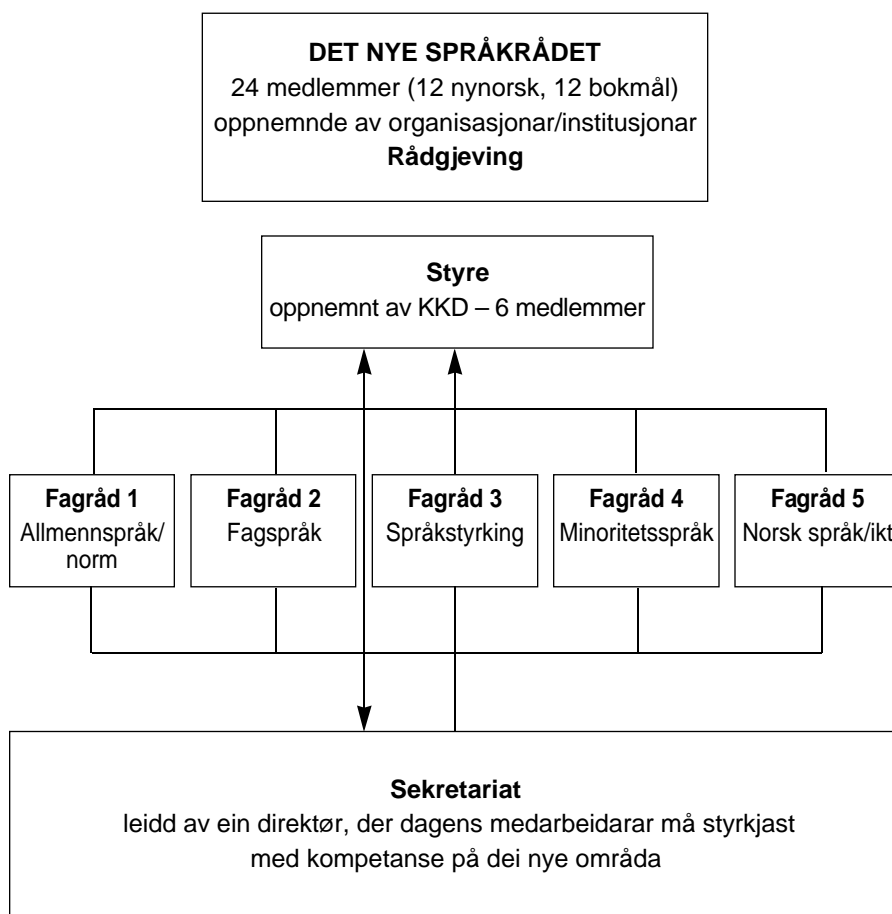 DET NYE SPRÅKRÅDET
24 medlemmer (12 nynorsk, 12 bokmål)
oppnemnde av organisasjonar/institusjonar
Rådgjeving
Styre
oppnemnt av KKD – 6 medlemmer
Fagråd 1
Allmennspråk/
norm
Fagråd 2
Fagspråk
Fagråd 3
Språkstyrking
Fagråd 4
Minoritetsspråk
Fagråd 5
Norsk språk/ikt
Sekretariat
leidd av ein direktør, der dagens medarbeidarar må styrkjast
med kompetanse på dei nye områda